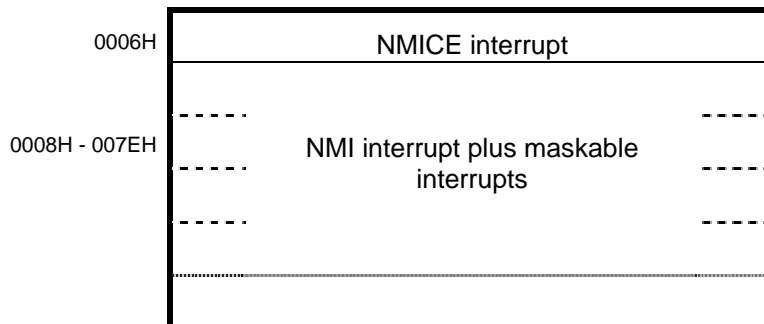 0006H
NMICE interrupt
0008H - 007EH
NMI interrupt plus maskable
interrupts